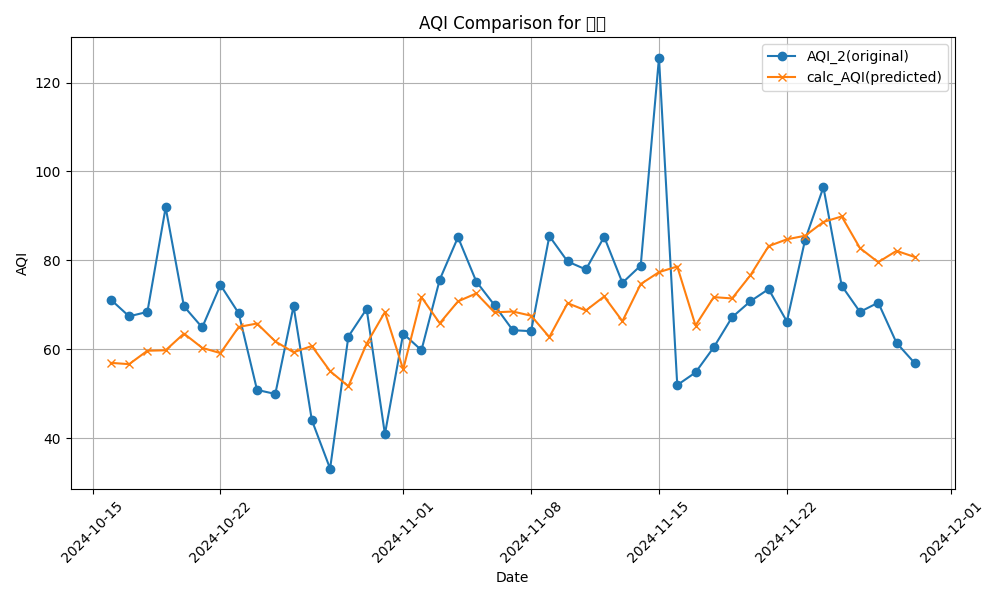 AQI Comparison for
AQI_2(original)
calc_AQI(predicted)
AQI
120
100
80
60
40
2024-10-15
2024-10-22
2024-11-01
2024-11-08
2024-11-15
2024-11-22
2024-12-01
Date